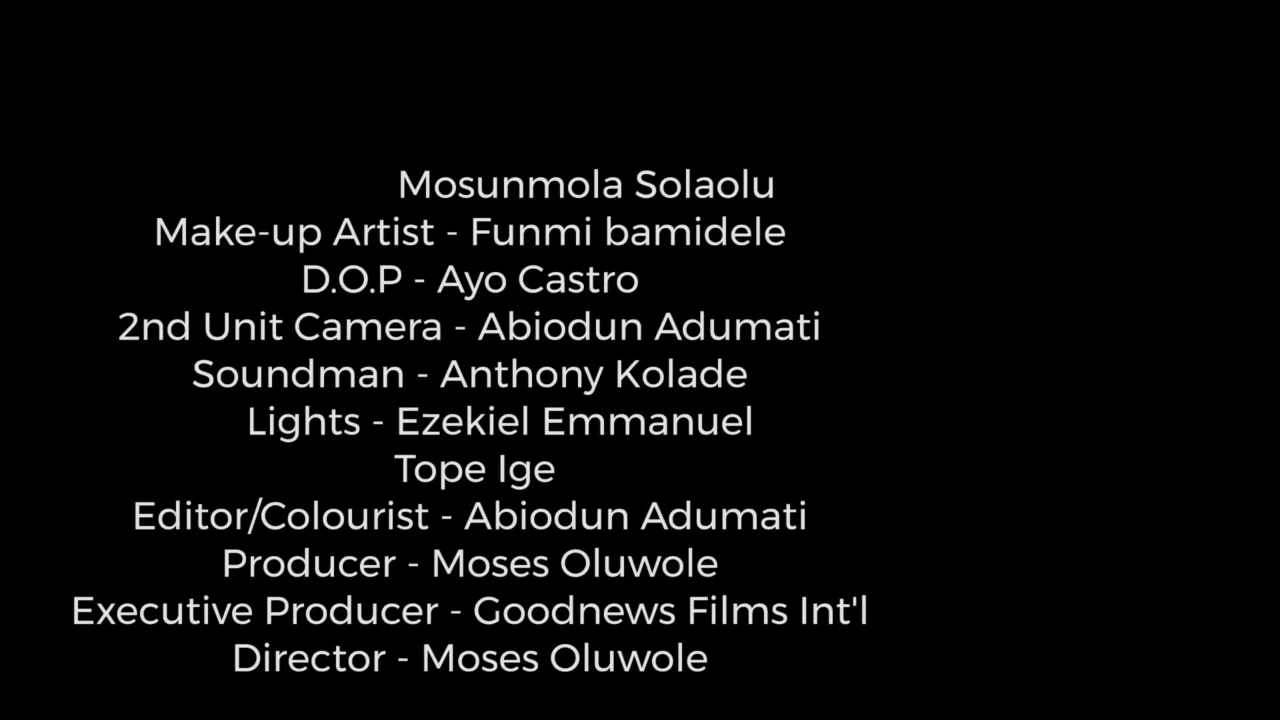 Mosunmola Solaolu
Make-up Artist - Funmi bamidele
D.O.P - Ayo Castro
2nd Unit Camera - Abiodun Adumati
Soundman - Anthony Kolade
Lights - Ezekiel Emmanuel
Tope Ige
Editor/Colourist - Abiodun Adumati
Producer - Moses Oluwole
Executive Producer - Goodnews Films Int'l
Director - Moses Oluwole